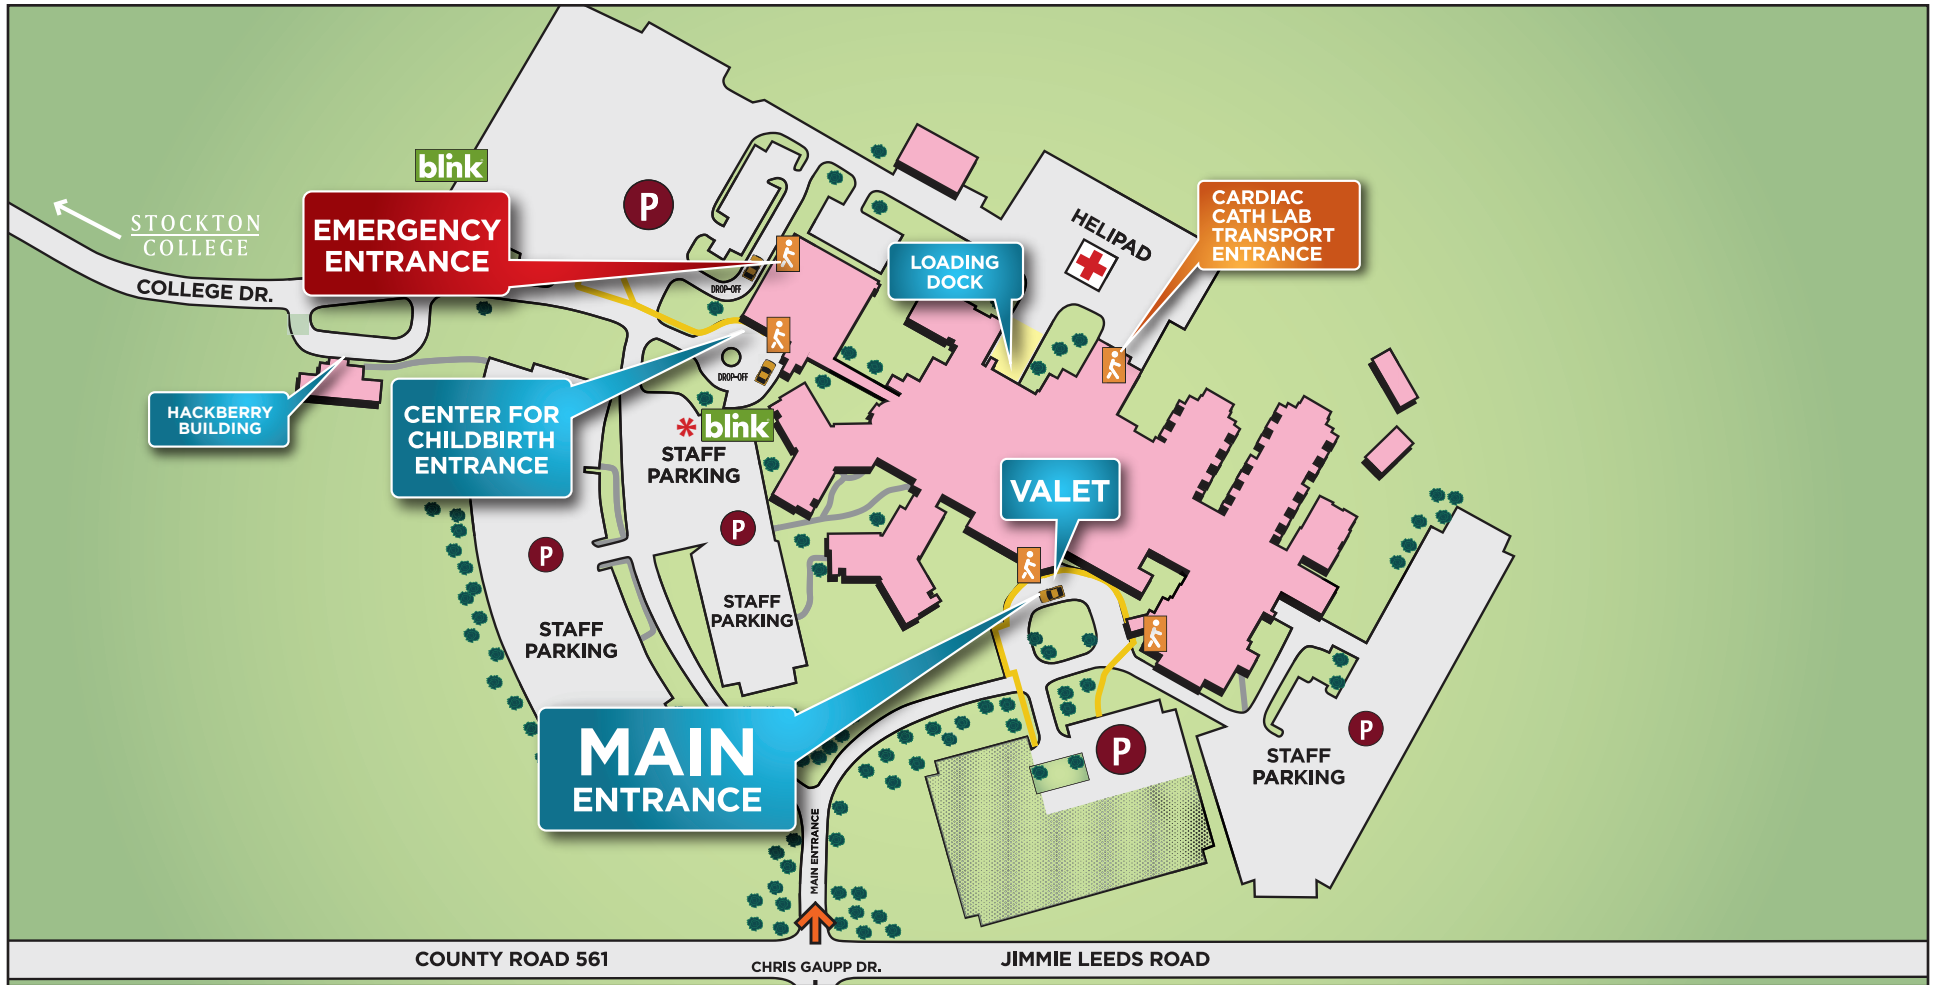 blink
P
EMERGENCY
ENTRANCE
STOCKTON
COLLEGE
COLLEGE DR.
HELIPAD
CARDIAC
CATH LAB
TRANSPORT
ENTRANCE
LOADING
DOCK
DROP-OFF
DROP-OFF
HACKBERRY
BUILDING
CENTER FOR
CHILDBIRTH
ENTRANCE
* blink
STAFF
PARKING
P
P
VALET
STAFF
PARKING
STAFF
PARKING
MAIN
ENTRANCE
P
P
STAFF
PARKING
MAIN ENTRANCE
COUNTY ROAD 561
CHRIS GAUPP DR.
JIMMIE LEEDS ROAD